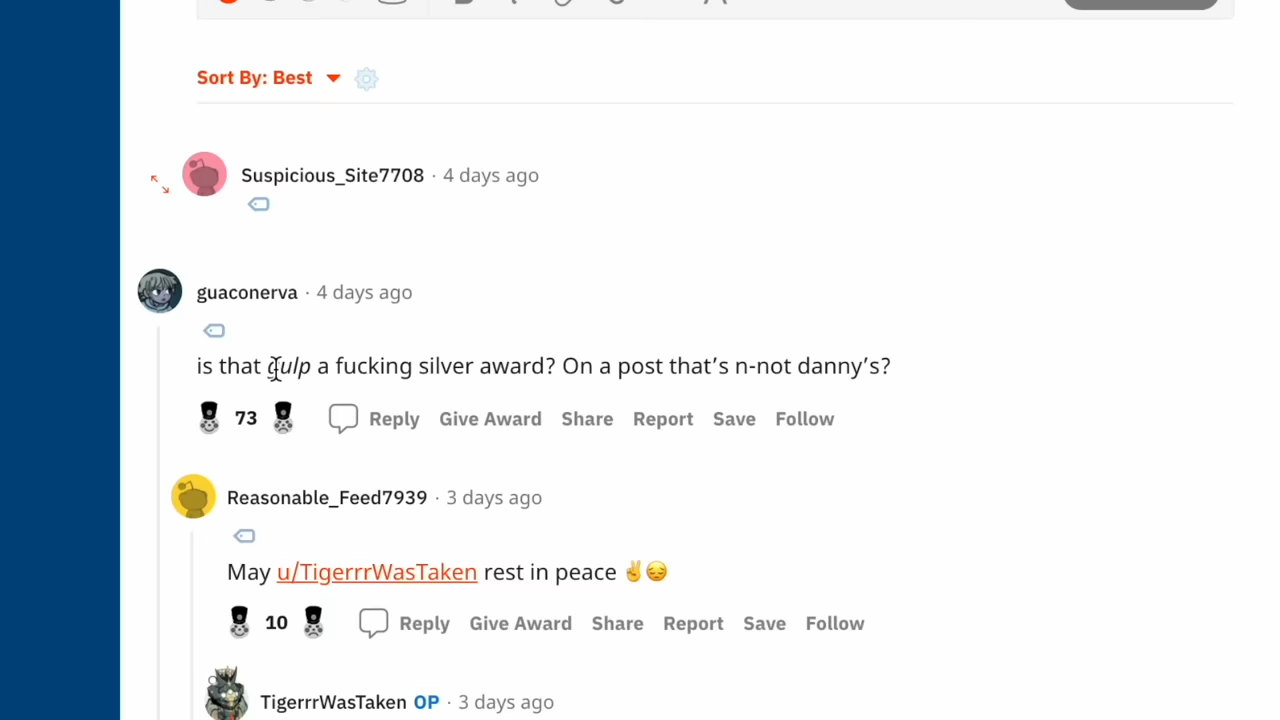 Sort By: Best
Suspicious_Site7708 · 4 days ago
guaconerva · 4 days ago
is that gulp a fucking silver award? On a post that’s n-not danny’s?
73 Reply Give Award Share Report Save Follow
Reasonable_Feed7939 · 3 days ago
May u/TigerrrWasTaken rest in peace ✌️😔
10 Reply Give Award Share Report Save Follow
TigerrrWasTaken OP · 3 days ago